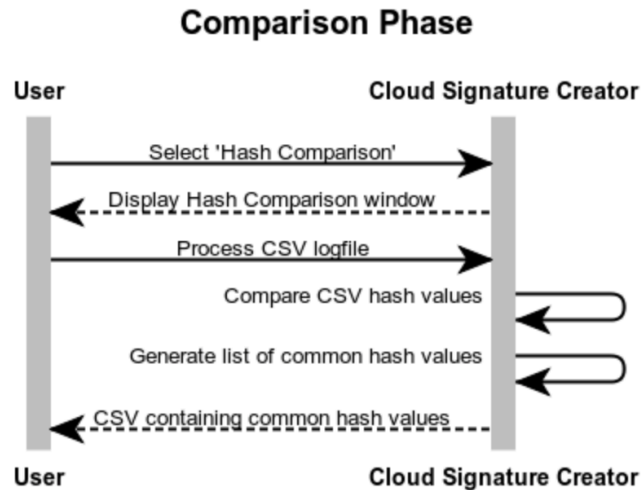 Comparison Phase
User
Cloud Signature Creator
Select 'Hash Comparison'
Display Hash Comparison window
Process CSV logfile
Compare CSV hash values
Generate list of common hash values
CSV containing common hash values
User
Cloud Signature Creator